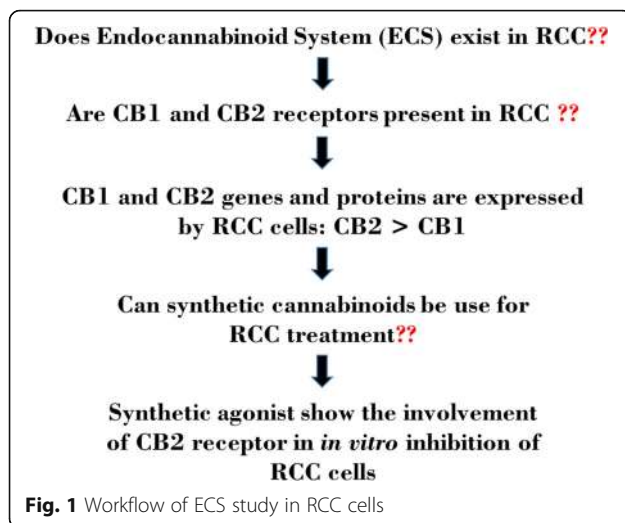 Does Endocannabinoid System (ECS) exist in RCC??
Are CB1 and CB2 receptors present in RCC ??
CB1 and CB2 genes and proteins are expressed
by RCC cells: CB2 > CB1
Can synthetic cannabinoids be use for
RCC treatment??
Synthetic agonist show the involvement
of CB2 receptor in in vitro inhibition of
RCC cells
Fig. 1 Workflow of ECS study in RCC cells